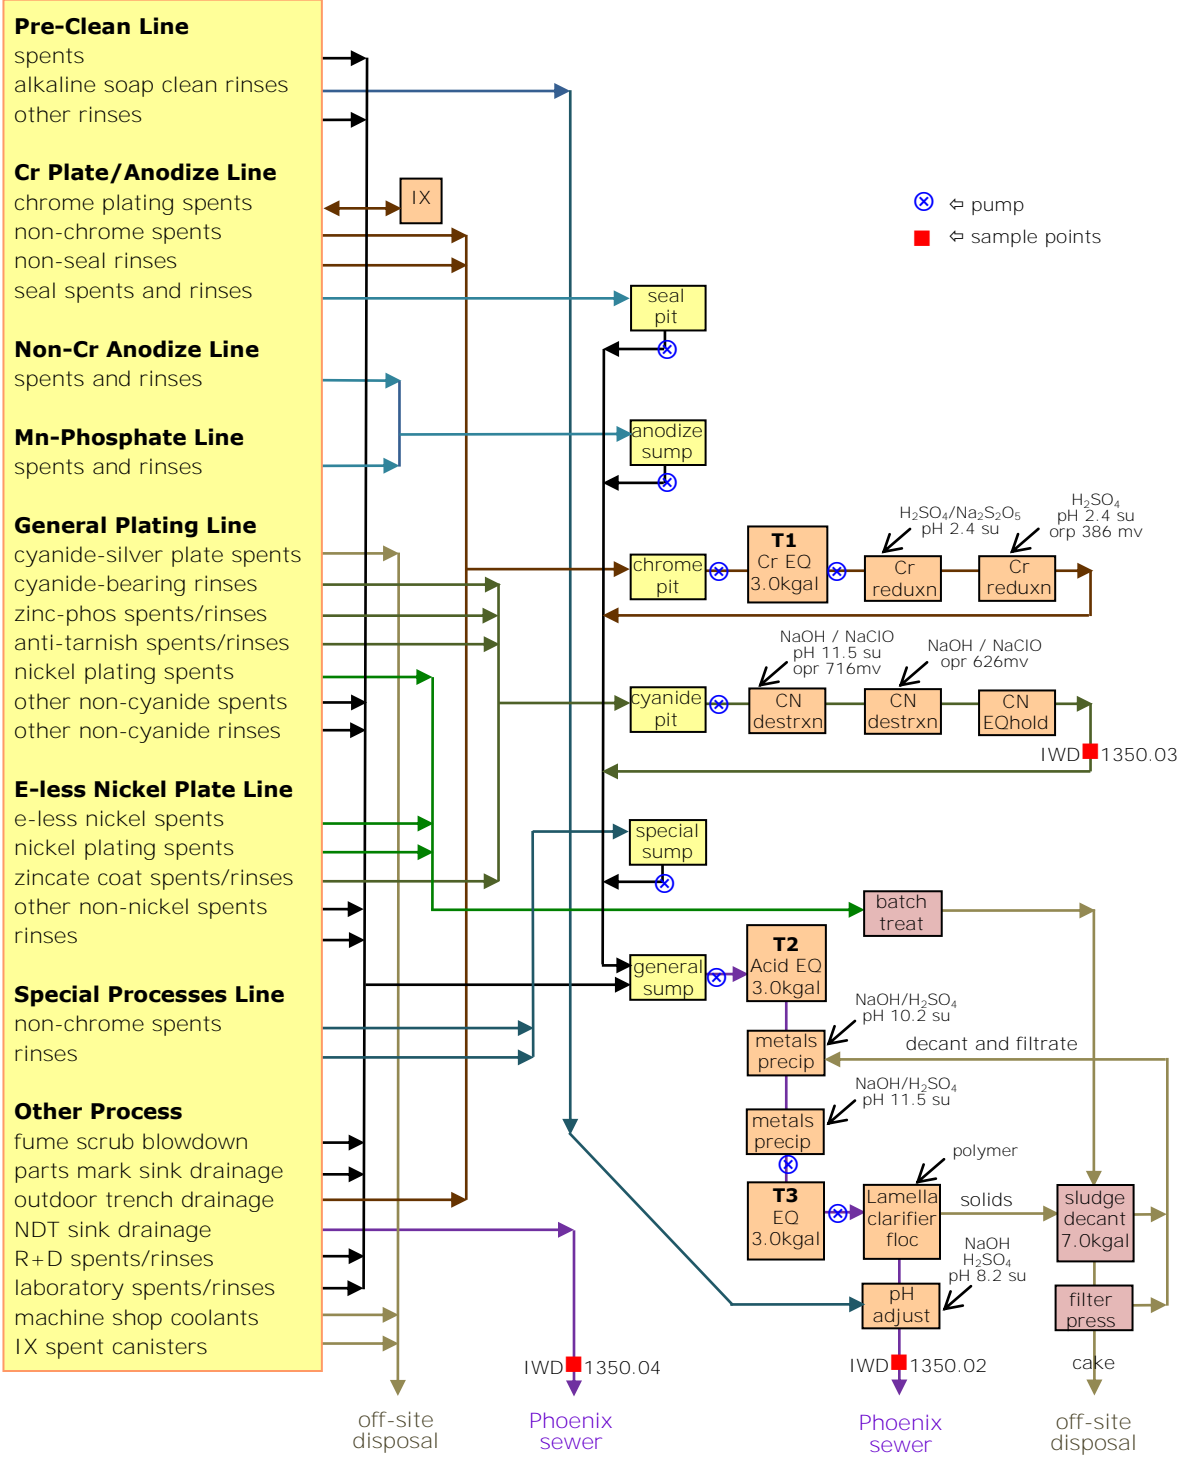 Pre-Clean Line
spents
alkaline soap clean rinses
other rinses
Cr Plate/Anodize Line
chrome plating spents
non-chrome spents
non-seal rinses
seal spents and rinses
Non-Cr Anodize Line
spents and rinses
Mn-Phosphate Line
spents and rinses
General Plating Line
cyanide-silver plate spents
cyanide-bearing rinses
zinc-phos spents/rinses
anti-tarnish spents/rinses
nickel plating spents
other non-cyanide spents
other non-cyanide rinses
E-less Nickel Plate Line
e-less nickel spents
nickel plating spents
zincate coat spents/rinses
other non-nickel spents
rinses
Special Processes Line
non-chrome spents
rinses
Other Process
fume scrub blowdown
parts mark sink drainage
outdoor trench drainage
NDT sink drainage
R+D spents/rinses
laboratory spents/rinses
machine shop coolants
IX spent canisters
IX
⇦ pump
⇦ sample points
seal
pit
anodize
sump
chrome
pit
T1
Cr EQ
3.0kgal
H₂SO₄/Na₂S₂O₅
pH 2.4 su
Cr
reduxn
H₂SO₄
pH 2.4 su
orp 386 mv
Cr
reduxn
cyanide
pit
NaOH / NaClO
pH 11.5 su
opr 716mv
CN
destrxn
NaOH / NaClO
opr 626mv
CN
destrxn
CN
EQhold
IWD 1350.03
special
sump
batch
treat
general
sump
T2
Acid EQ
3.0kgal
NaOH/H₂SO₄
pH 10.2 su
metals
precip
decant and filtrate
NaOH/H₂SO₄
pH 11.5 su
metals
precip
polymer
T3
EQ
3.0kgal
Lamella
clarifier
floc
solids
sludge
decant
7.0kgal
NaOH
H₂SO₄
pH 8.2 su
pH
adjust
filter
press
IWD 1350.04
IWD 1350.02
cake
off-site
disposal
Phoenix
sewer
Phoenix
sewer
off-site
disposal